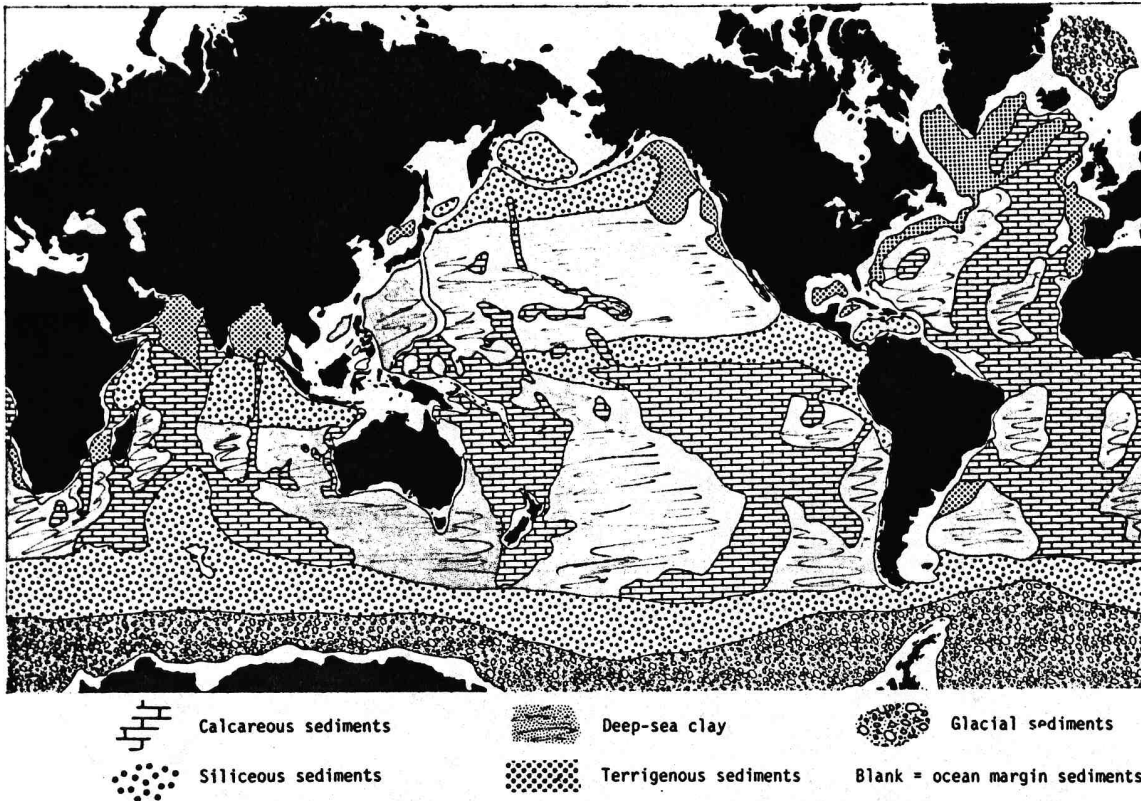 Calcareous sediments
Deep-sea clay
Glacial sediments
Siliceous sediments
Terrigenous sediments
Blank = ocean margin sediments